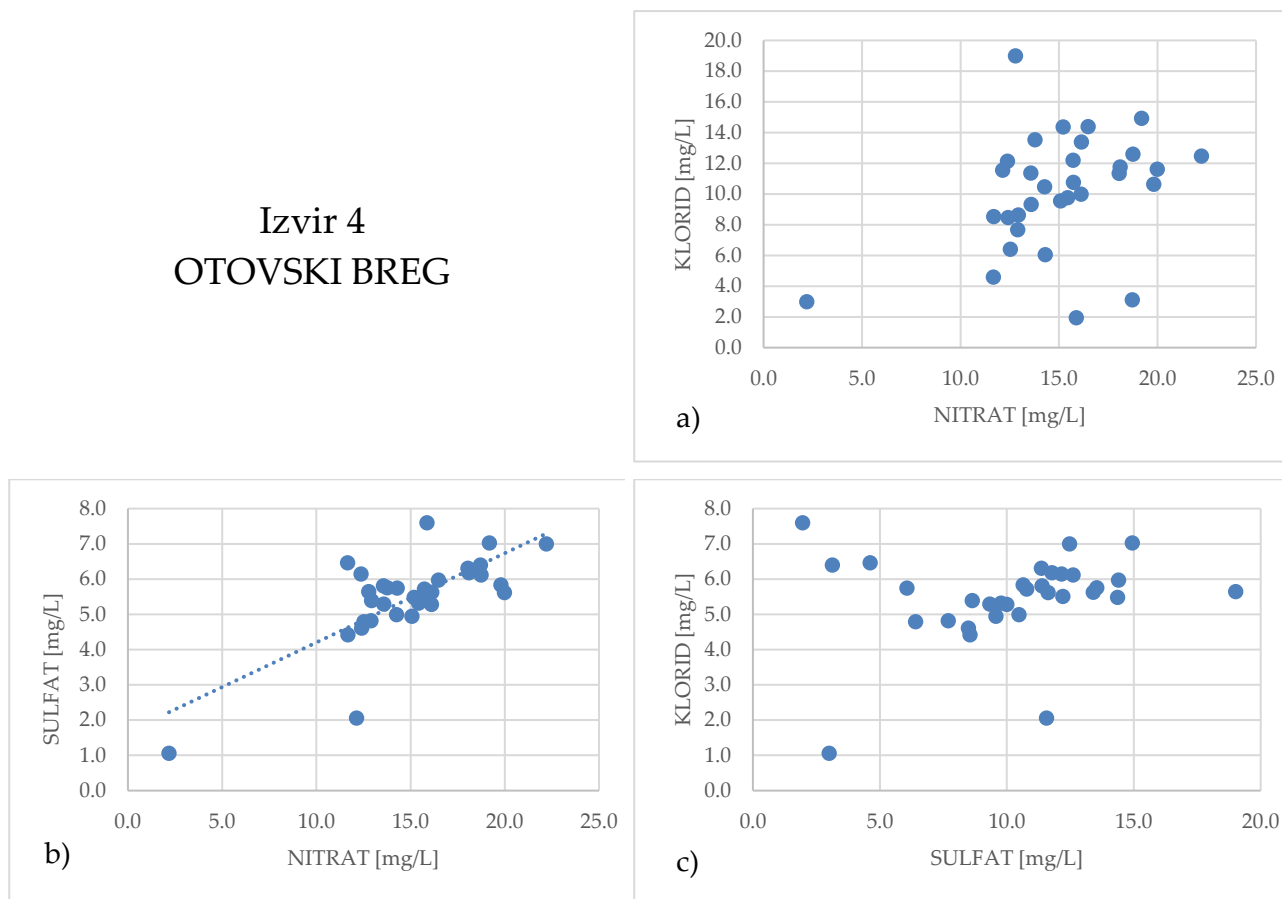 Izvir 4
OTOVSKI BREG
20.0
18.0
16.0
14.0
12.0
10.0
8.0
6.0
4.0
2.0
0.0
KLORID [mg/L]
0.0 5.0 10.0 15.0 20.0 25.0
NITRAT [mg/L]
a)
8.0
7.0
6.0
5.0
4.0
3.0
2.0
1.0
0.0
SULFAT [mg/L]
0.0 5.0 10.0 15.0 20.0 25.0
NITRAT [mg/L]
b)
8.0
7.0
6.0
5.0
4.0
3.0
2.0
1.0
0.0
KLORID [mg/L]
0.0 5.0 10.0 15.0 20.0
SULFAT [mg/L]
c)